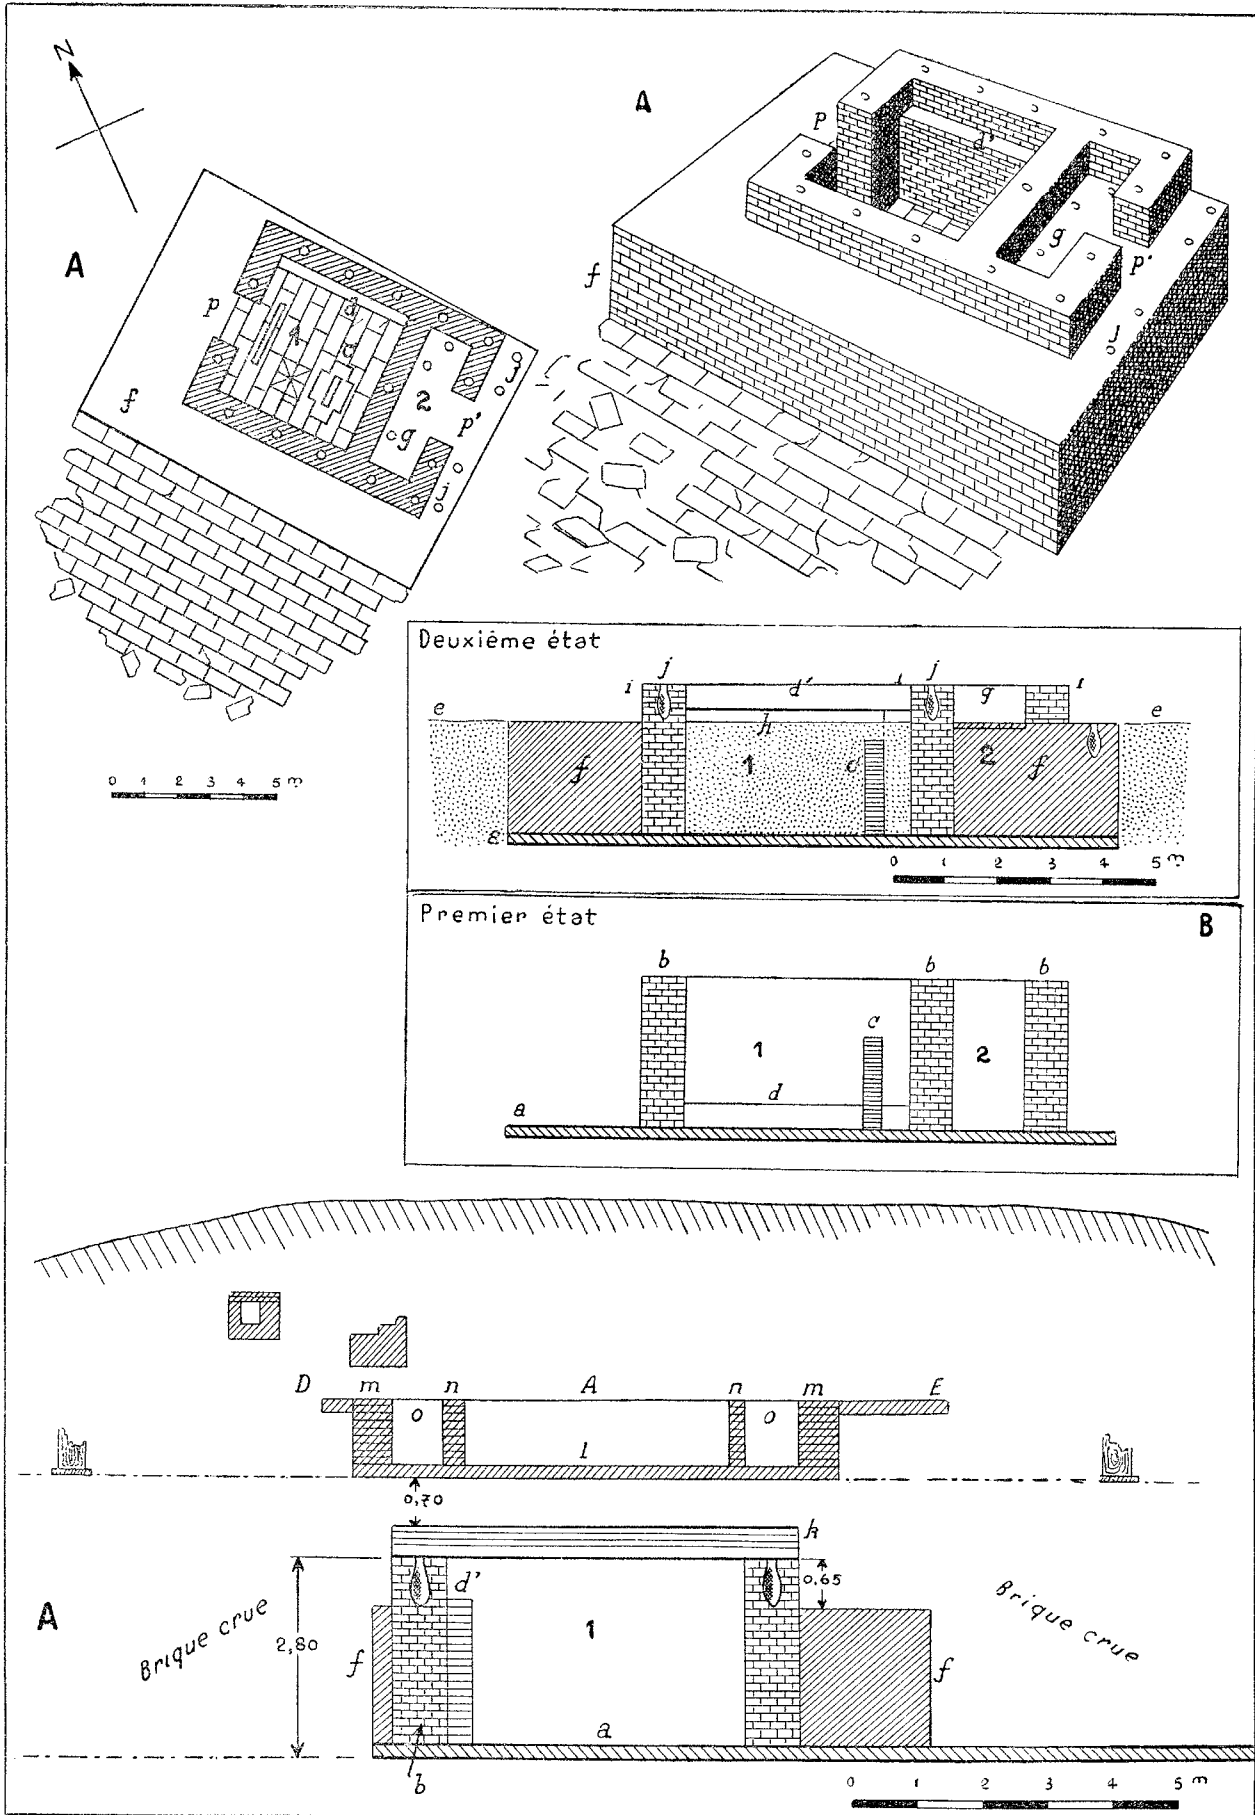 N
A
p
1
d
c
2
g
3
p'
j
f
0 1 2 3 4 5 m
A
p
d'
g
p'
j
f
Deuxième état
i j d' i j g i
e h e
f 1 c 2 f
a
0 1 2 3 4 5 m
Premier état B
b b b
1 c 2
d
a
D m n A n m E
o o
l
0,70
k
d' 0,65
A Brique crue 2,80 1 Brique crue
f f
a
b
0 1 2 3 4 5 m